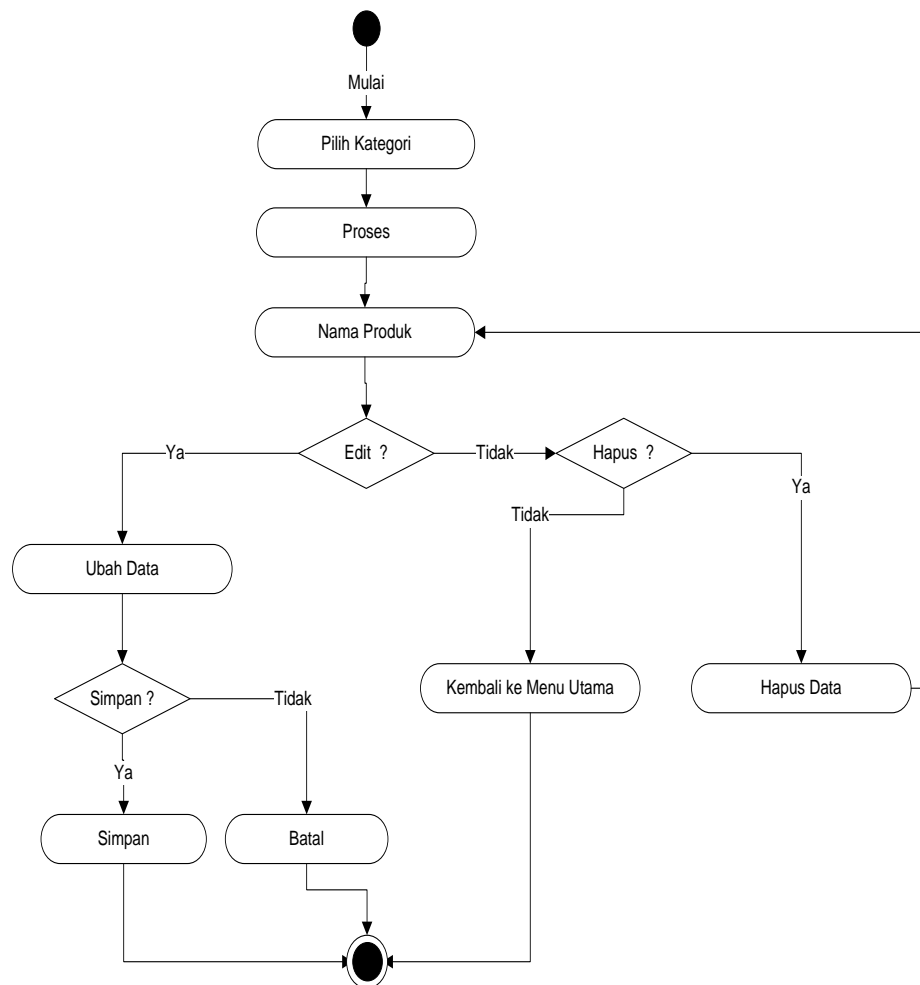 Mulai
Pilih Kategori
Proses
Nama Produk
Ya
Edit ?
Tidak
Hapus ?
Ya
Tidak
Ubah Data
Simpan ?
Tidak
Kembali ke Menu Utama
Hapus Data
Ya
Simpan
Batal